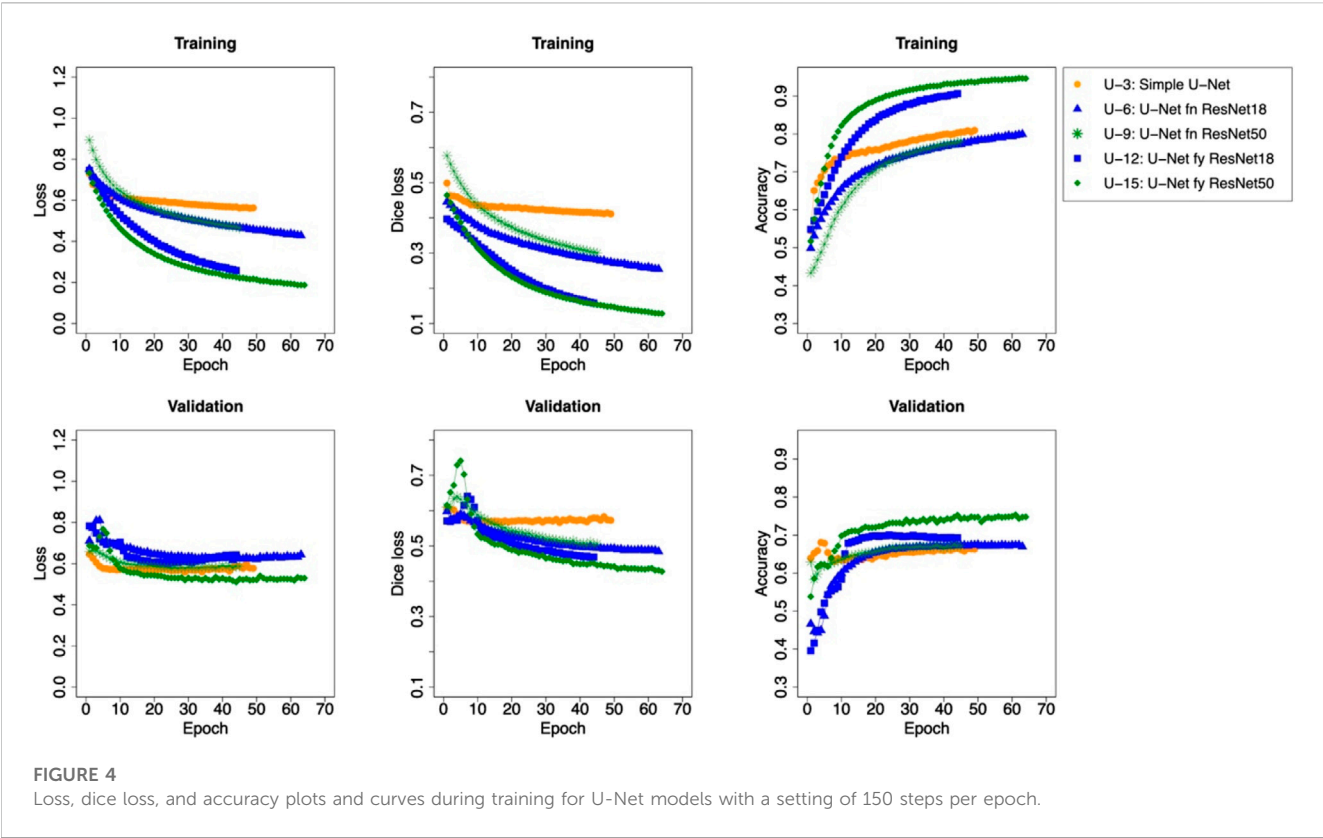 Training
Training
Training
Loss
0.0 0.2 0.4 0.6 0.8 1.0 1.2
0 10 20 30 40 50 60 70
Epoch
Dice loss
0.1 0.3 0.5 0.7
0 10 20 30 40 50 60 70
Epoch
Accuracy
0.3 0.4 0.5 0.6 0.7 0.8 0.9
0 10 20 30 40 50 60 70
Epoch
U-3: Simple U-Net
U-6: U-Net fn ResNet18
U-9: U-Net fn ResNet50
U-12: U-Net fy ResNet18
U-15: U-Net fy ResNet50
Validation
Validation
Validation
Loss
0.0 0.2 0.4 0.6 0.8 1.0 1.2
0 10 20 30 40 50 60 70
Epoch
Dice loss
0.1 0.3 0.5 0.7
0 10 20 30 40 50 60 70
Epoch
Accuracy
0.3 0.4 0.5 0.6 0.7 0.8 0.9
0 10 20 30 40 50 60 70
Epoch
FIGURE 4
Loss, dice loss, and accuracy plots and curves during training for U-Net models with a setting of 150 steps per epoch.